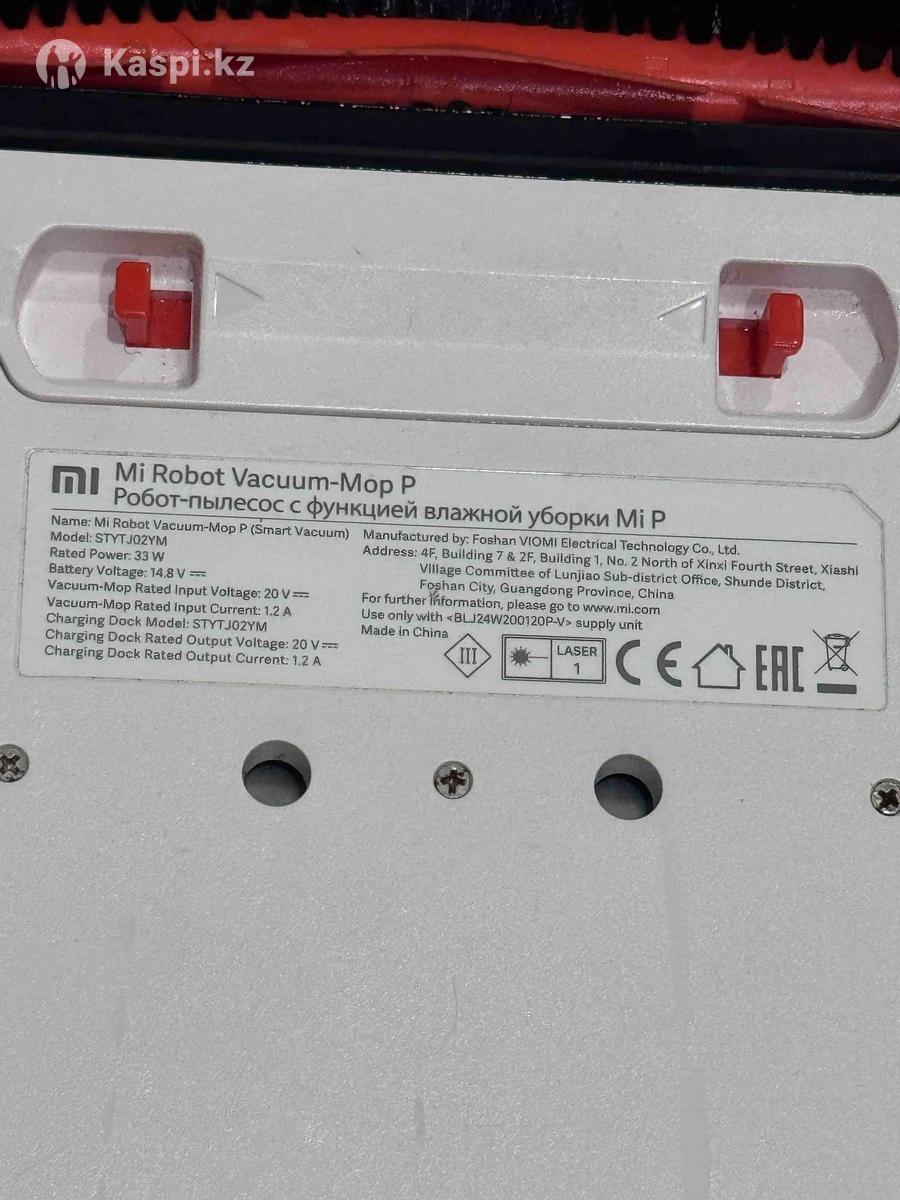 Kaspi.kz
mi Mi Robot Vacuum-Mop P
Робот-пылесос с функцией влажной уборки Mi P
Name: Mi Robot Vacuum-Mop P (Smart Vacuum)
Model: STYTJ02YM
Rated Power: 33 W
Battery Voltage: 14.8 V ⎓
Vacuum-Mop Rated Input Voltage: 20 V ⎓
Vacuum-Mop Rated Input Current: 1.2 A
Charging Dock Model: STYTJ02YM
Charging Dock Rated Output Voltage: 20 V ⎓
Charging Dock Rated Output Current: 1.2 A
Manufactured by: Foshan VIOMI Electrical Technology Co., Ltd.
Address: 4F, Building 7 & 2F, Building 1, No. 2 North of Xinxi Fourth Street, Xiashi
Village Committee of Lunjiao Sub-district Office, Shunde District,
Foshan City, Guangdong Province, China
For further information, please go to www.mi.com
Use only with <BLJ24W200120P-V> supply unit
Made in China
III
LASER
1
CE
EAC